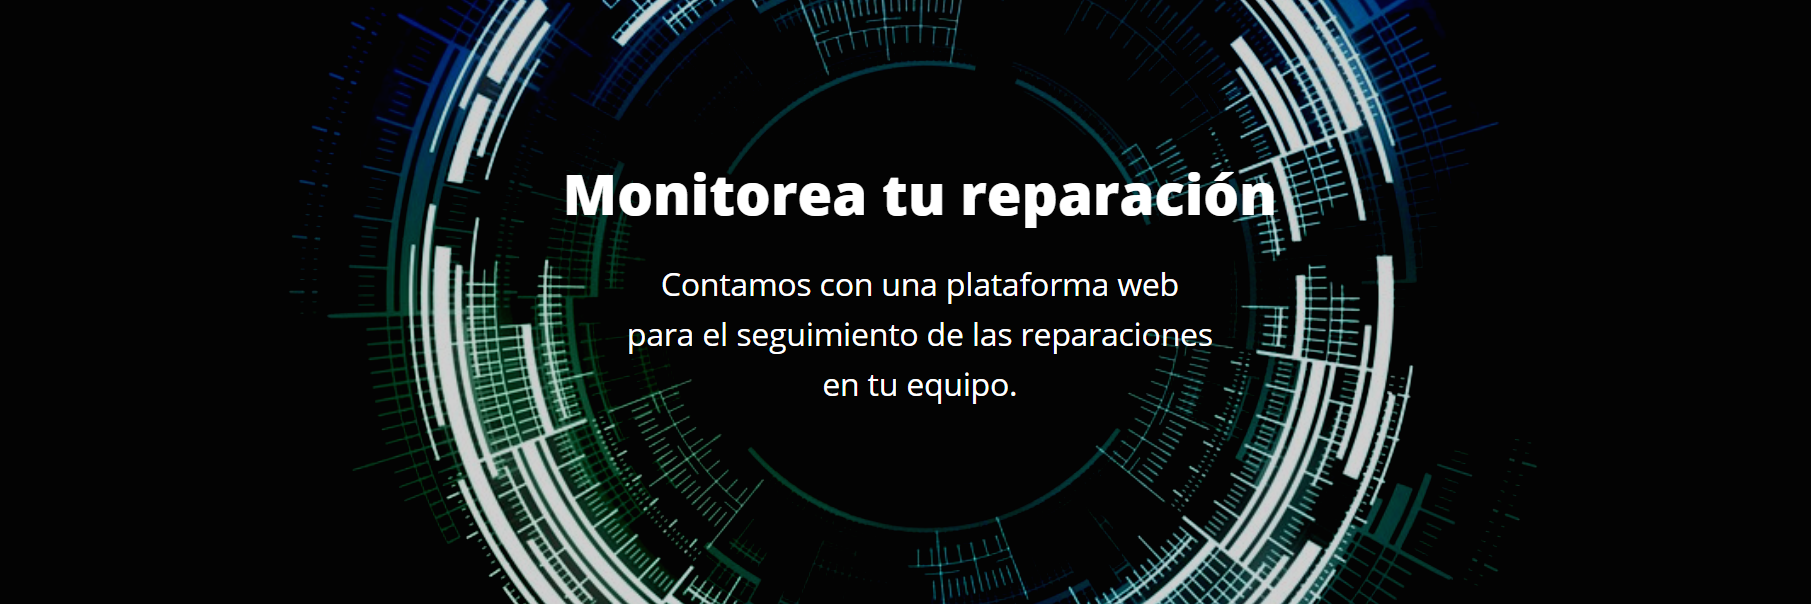 Monitorea tu reparación
Contamos con una plataforma web
para el seguimiento de las reparaciones
en tu equipo.